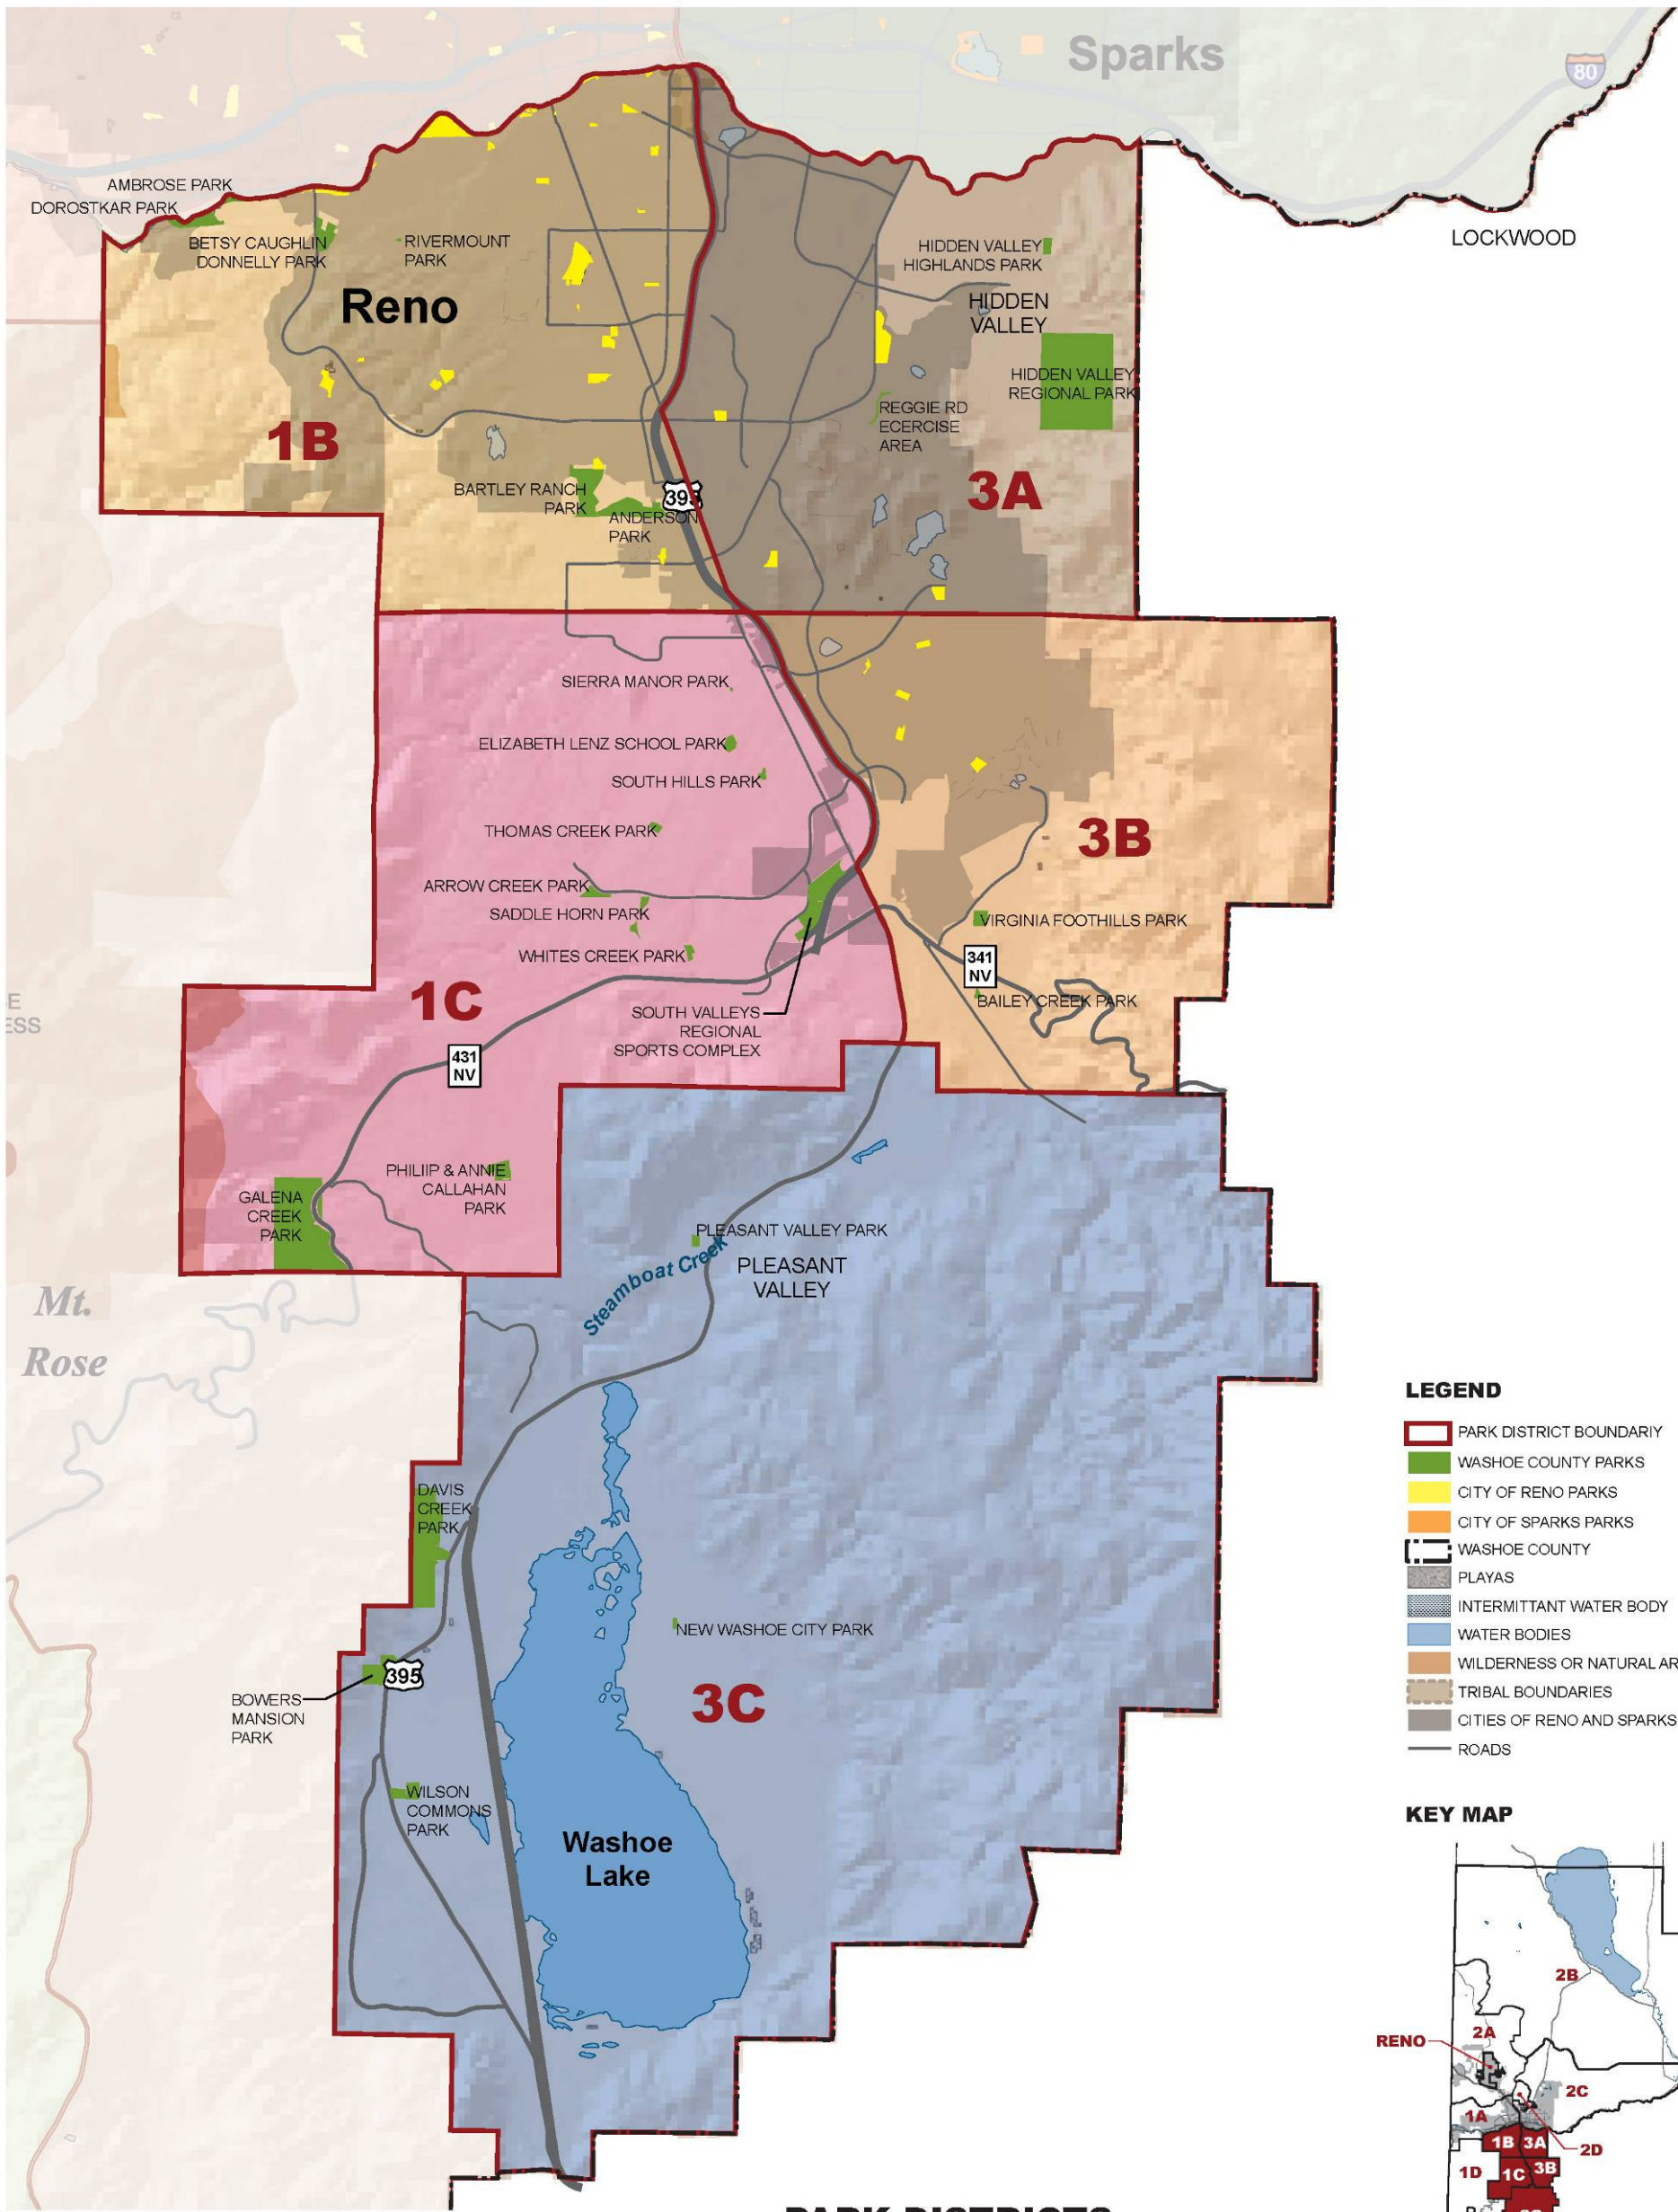 Sparks
80
AMBROSE PARK
DOROSTKAR PARK
BETSY CAUGHLIN
DONNELLY PARK
RIVERMOUNT
PARK
Reno
HIDDEN VALLEY
HIGHLANDS PARK
LOCKWOOD
HIDDEN
VALLEY
HIDDEN VALLEY
REGIONAL PARK
REGGIE RD
ECERCISE
AREA
1B
3A
BARTLEY RANCH
PARK
395
ANDERSON
PARK
SIERRA MANOR PARK
ELIZABETH LENZ SCHOOL PARK
SOUTH HILLS PARK
THOMAS CREEK PARK
3B
ARROW CREEK PARK
SADDLE HORN PARK
VIRGINIA FOOTHILLS PARK
WHITES CREEK PARK
341
NV
1C
BAILEY CREEK PARK
E
ESS
SOUTH VALLEYS
REGIONAL
SPORTS COMPLEX
431
NV
PHILIIP & ANNIE
CALLAHAN
PARK
GALENA
CREEK
PARK
PLEASANT VALLEY PARK
Steamboat Creek
PLEASANT
VALLEY
Mt.
Rose
DAVIS
CREEK
PARK
NEW WASHOE CITY PARK
395
BOWERS
MANSION
PARK
3C
WILSON
COMMONS
PARK
Washoe
Lake
LEGEND
PARK DISTRICT BOUNDARIY
WASHOE COUNTY PARKS
CITY OF RENO PARKS
CITY OF SPARKS PARKS
WASHOE COUNTY
PLAYAS
INTERMITTANT WATER BODY
WATER BODIES
WILDERNESS OR NATURAL AR
TRIBAL BOUNDARIES
CITIES OF RENO AND SPARKS
ROADS
KEY MAP
2B
2A
RENO
2C
1A
1B
3A
2D
1D
1C
3B
PARK DISTRICTS